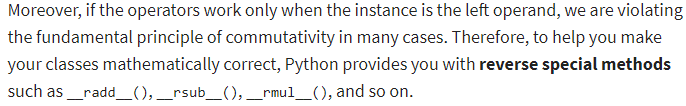 Moreover, if the operators work only when the instance is the left operand, we are violating
the fundamental principle of commutativity in many cases. Therefore, to help you make
your classes mathematically correct, Python provides you with reverse special methods
such as __radd__(), __rsub__(), __rmul__(), and so on.